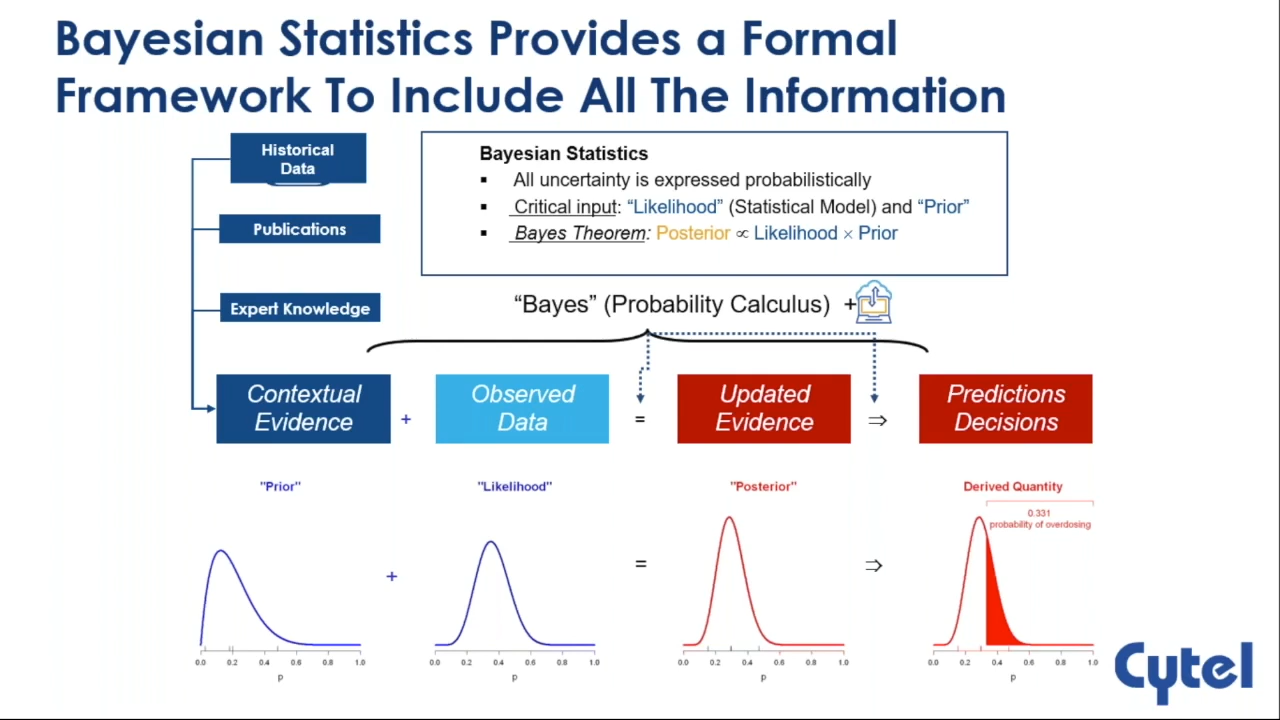 Bayesian Statistics Provides a Formal
Framework To Include All The Information
Historical
Data
Publications
Expert Knowledge
Bayesian Statistics
▪ All uncertainty is expressed probabilistically
▪ Critical input: “Likelihood” (Statistical Model) and “Prior”
▪ Bayes Theorem: Posterior ∝ Likelihood × Prior
“Bayes” (Probability Calculus) +
Contextual
Evidence
+
Observed
Data
=
Updated
Evidence
⇒
Predictions
Decisions
"Prior"
"Likelihood"
"Posterior"
Derived Quantity
0.331
probability of overdosing
+
=
⇒
0.0 0.2 0.4 0.6 0.8 1.0
p
0.0 0.2 0.4 0.6 0.8 1.0
p
0.0 0.2 0.4 0.6 0.8 1.0
p
0.0 0.2 0.4 0.6 0.8 1.0
p
Cytel